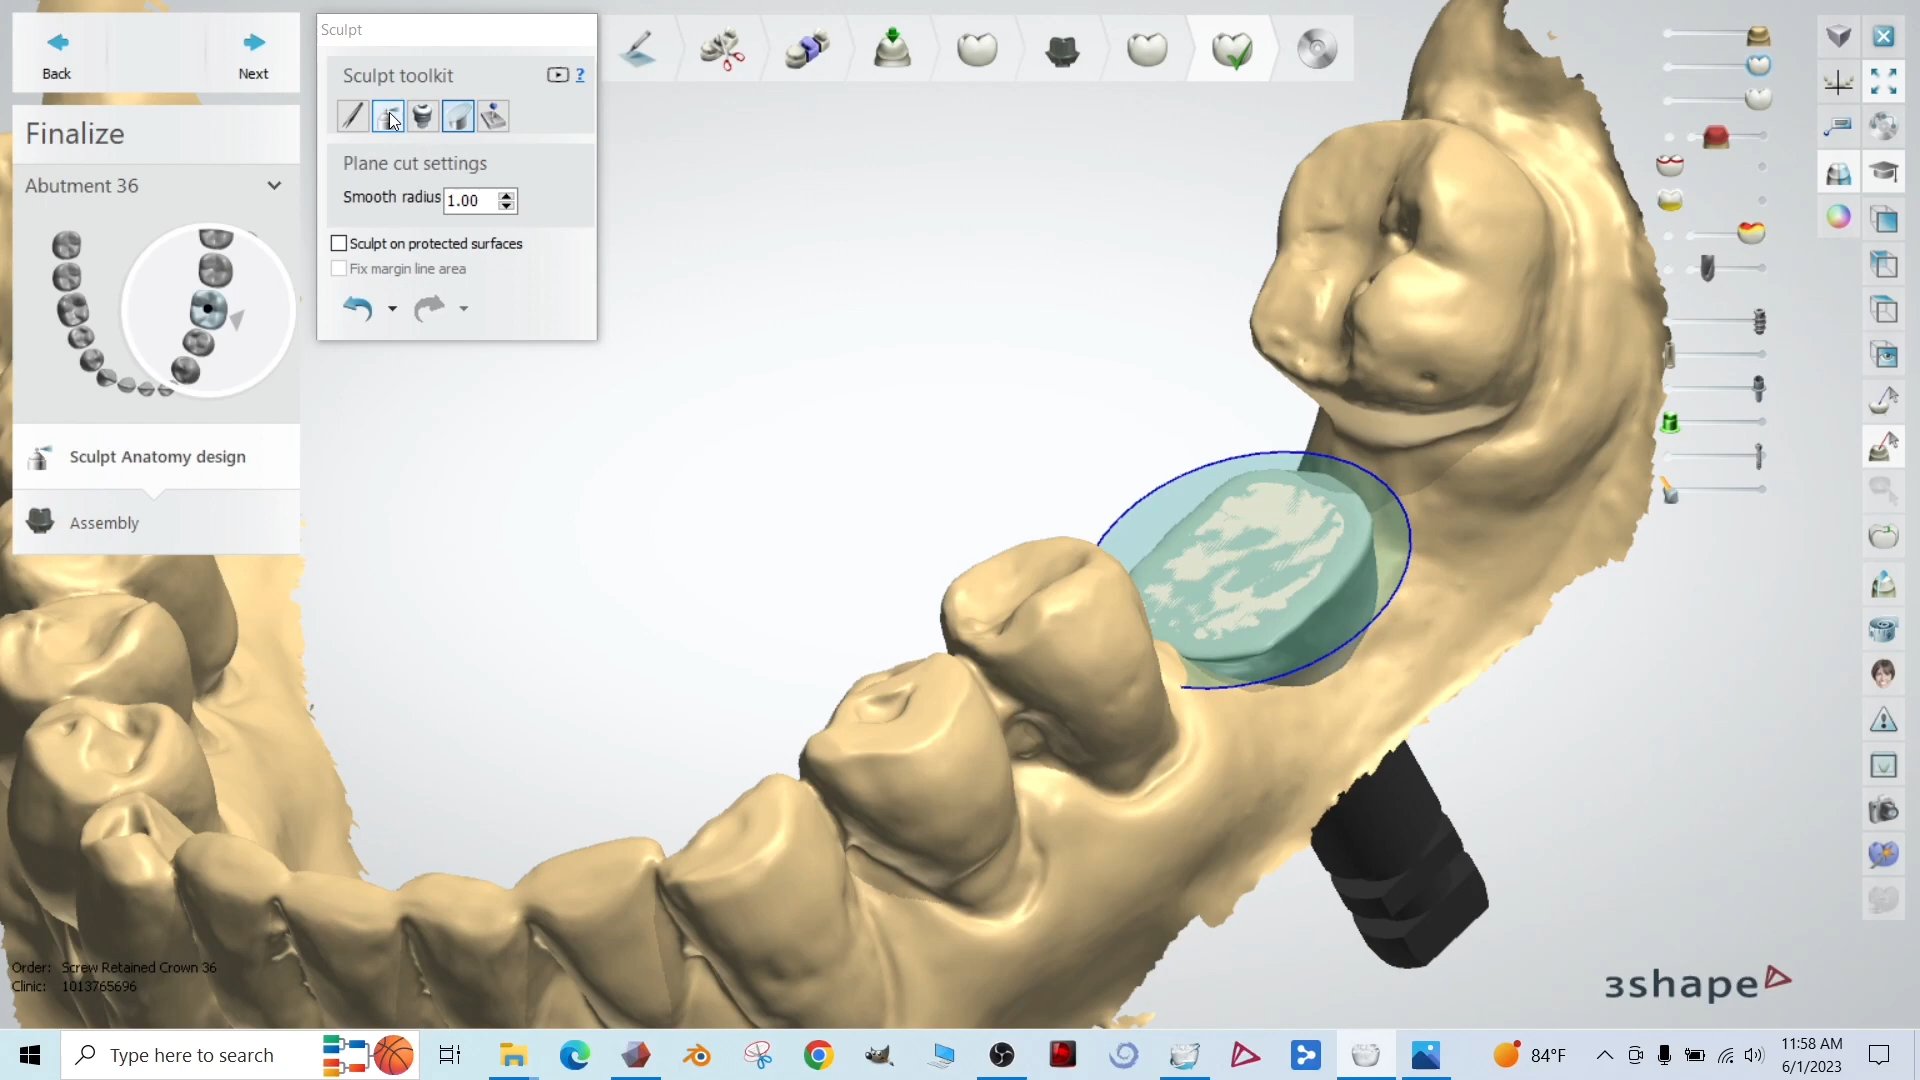 Sculpt
Back
Next
Sculpt toolkit
?
Finalize
Plane cut settings
Abutment 36
Smooth radius 1.00
Sculpt on protected surfaces
Fix margin line area
Sculpt Anatomy design
Assembly
Order: Screw Retained Crown 36
Clinic: 1013765696
3shape
Type here to search
84°F
11:58 AM
6/1/2023